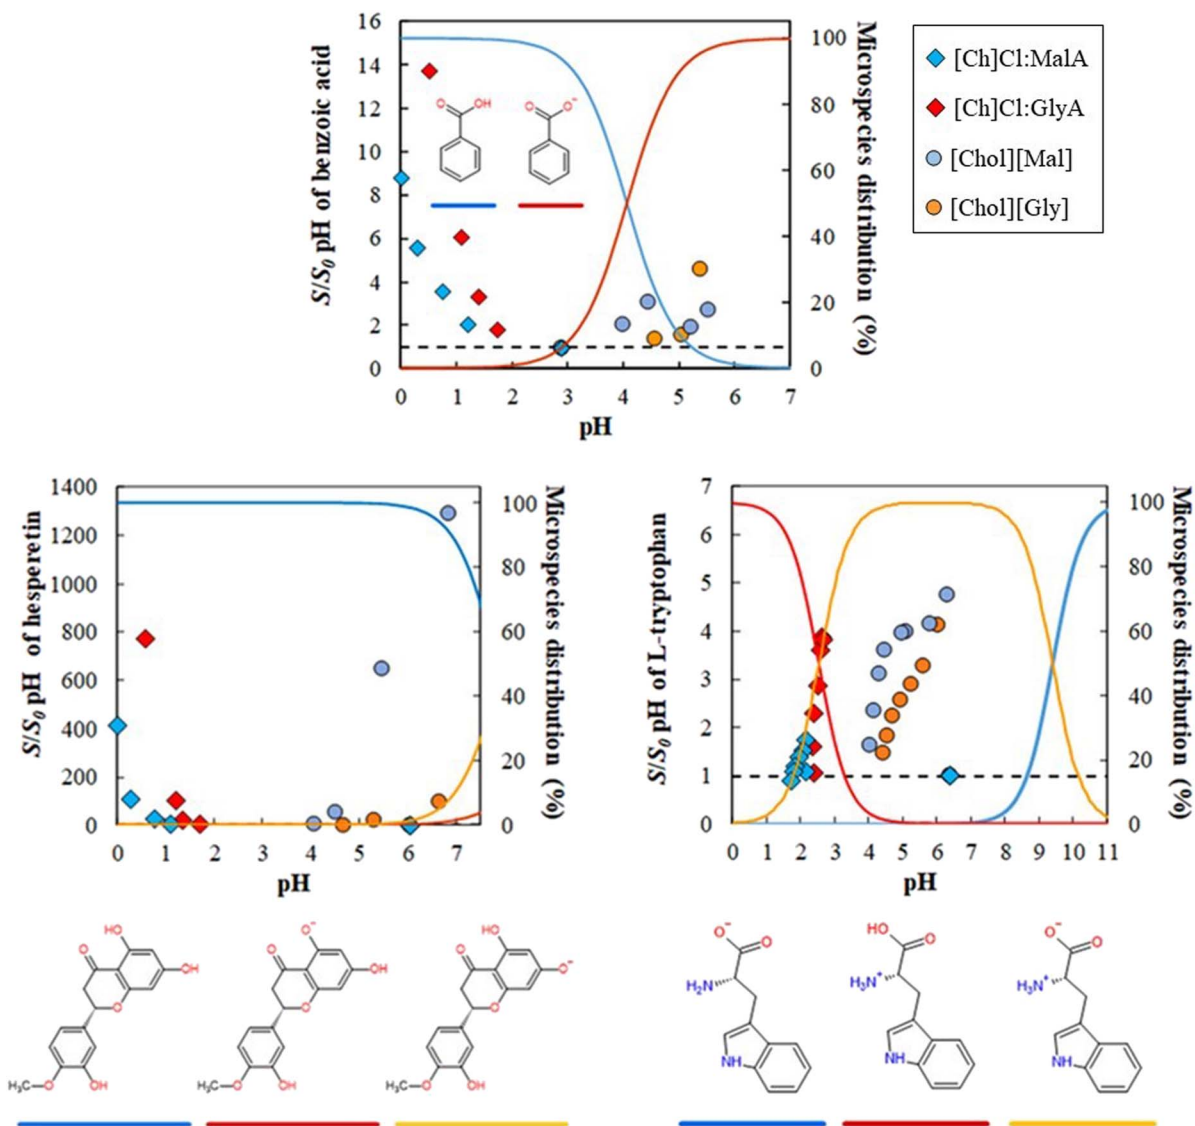 S/S0 pH of benzoic acid
16
14
12
10
8
6
4
2
0
0 1 2 3 4 5 6 7
pH
100
80
60
40
20
0
Microspecies distribution (%)
O OH
O O-
[Ch]Cl:MalA
[Ch]Cl:GlyA
[Chol][Mal]
[Chol][Gly]
S/S0 pH of hesperetin
1400
1200
1000
800
600
400
200
0
0 1 2 3 4 5 6 7
pH
100
80
60
40
20
0
Microspecies distribution (%)
S/S0 pH of L-tryptophan
7
6
5
4
3
2
1
0
0 1 2 3 4 5 6 7 8 9 10 11
pH
100
80
60
40
20
0
Microspecies distribution (%)
HO
O
OH
O
H3C O
OH
O-
O
OH
O
H3C O
OH
HO
O
O-
O
H3C O
OH
O-
O
H2N
NH
HO
O
H3N+
NH
O-
O
H3N+
NH